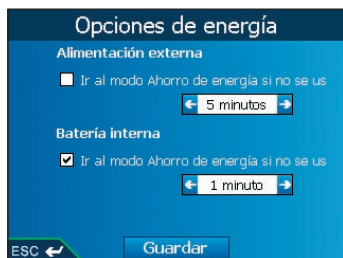 Opciones de energía
Alimentación externa
Ir al modo Ahorro de energía si no se us
5 minutos
Batería interna
Ir al modo Ahorro de energía si no se us
1 minuto
ESC Guardar